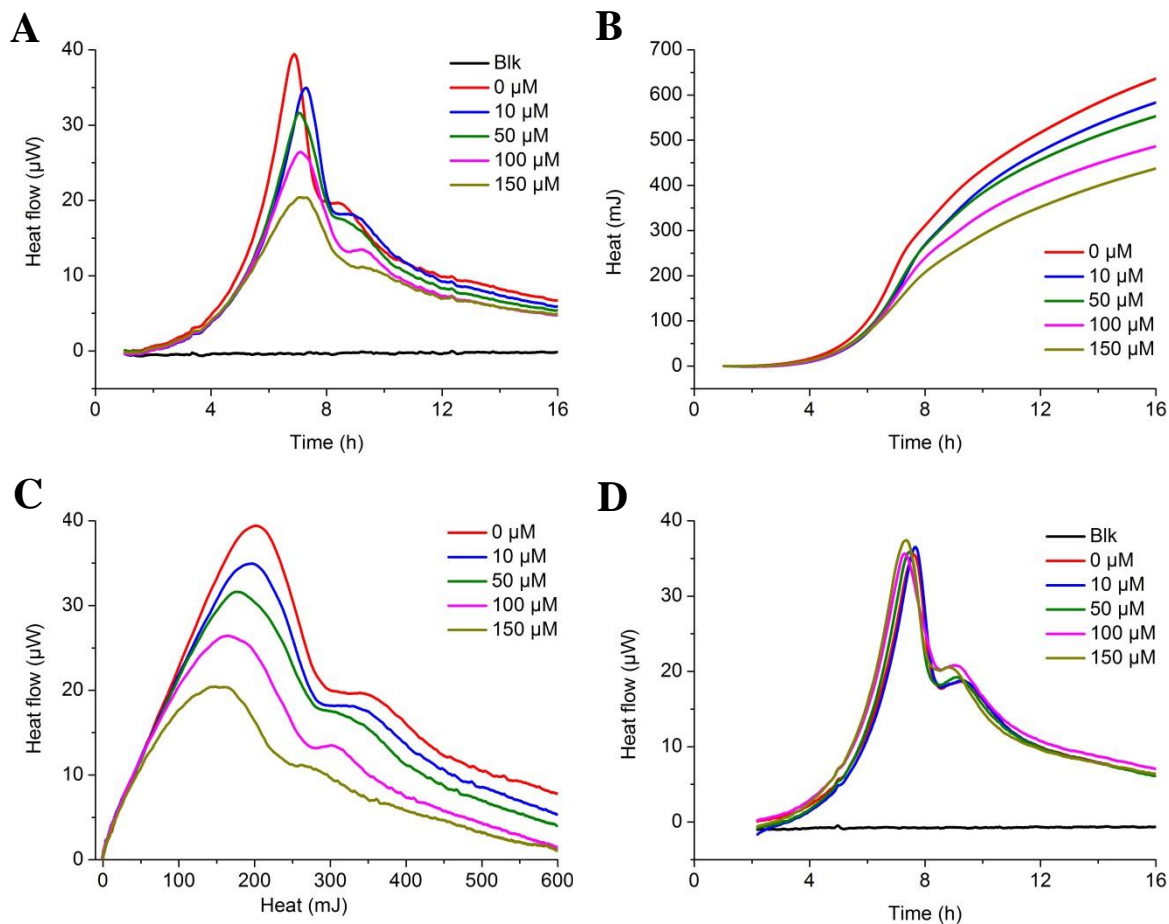 A
40
30
20
10
0
Heat flow (µW)
0 4 8 12 16
Time (h)
Blk
0 µM
10 µM
50 µM
100 µM
150 µM
B
700
600
500
400
300
200
100
0
Heat (mJ)
0 4 8 12 16
Time (h)
0 µM
10 µM
50 µM
100 µM
150 µM
C
40
30
20
10
0
Heat flow (µW)
0 100 200 300 400 500 600
Heat (mJ)
0 µM
10 µM
50 µM
100 µM
150 µM
D
40
30
20
10
0
Heat flow (µW)
0 4 8 12 16
Time (h)
Blk
0 µM
10 µM
50 µM
100 µM
150 µM